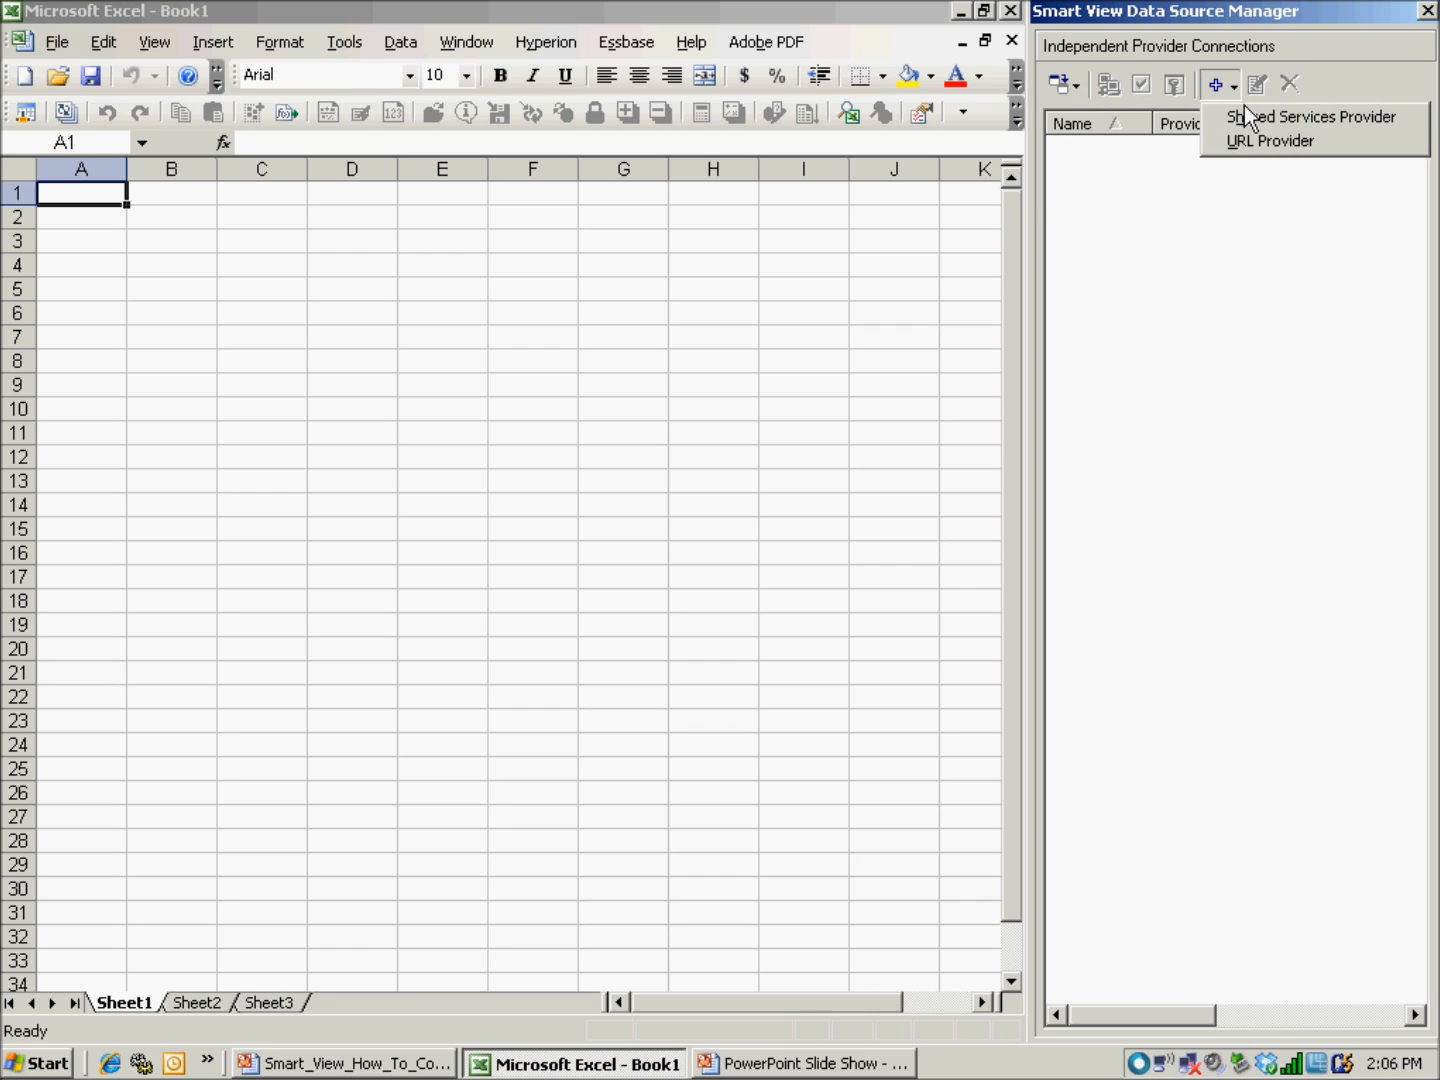 Microsoft Excel - Book1
Smart View Data Source Manager
File Edit View Insert Format Tools Data Window Hyperion Essbase Help Adobe PDF
Independent Provider Connections
Arial 10 B I U $ %
Name
Shared Services Provider
URL Provider
A1 fx
A B C D E F G H I J K
1
2
3
4
5
6
7
8
9
10
11
12
13
14
15
16
17
18
19
20
21
22
23
24
25
26
27
28
29
30
31
32
33
34
Sheet1 Sheet2 Sheet3
Ready
Start Smart_View_How_To_Co... Microsoft Excel - Book1 PowerPoint Slide Show - ... 2:06 PM